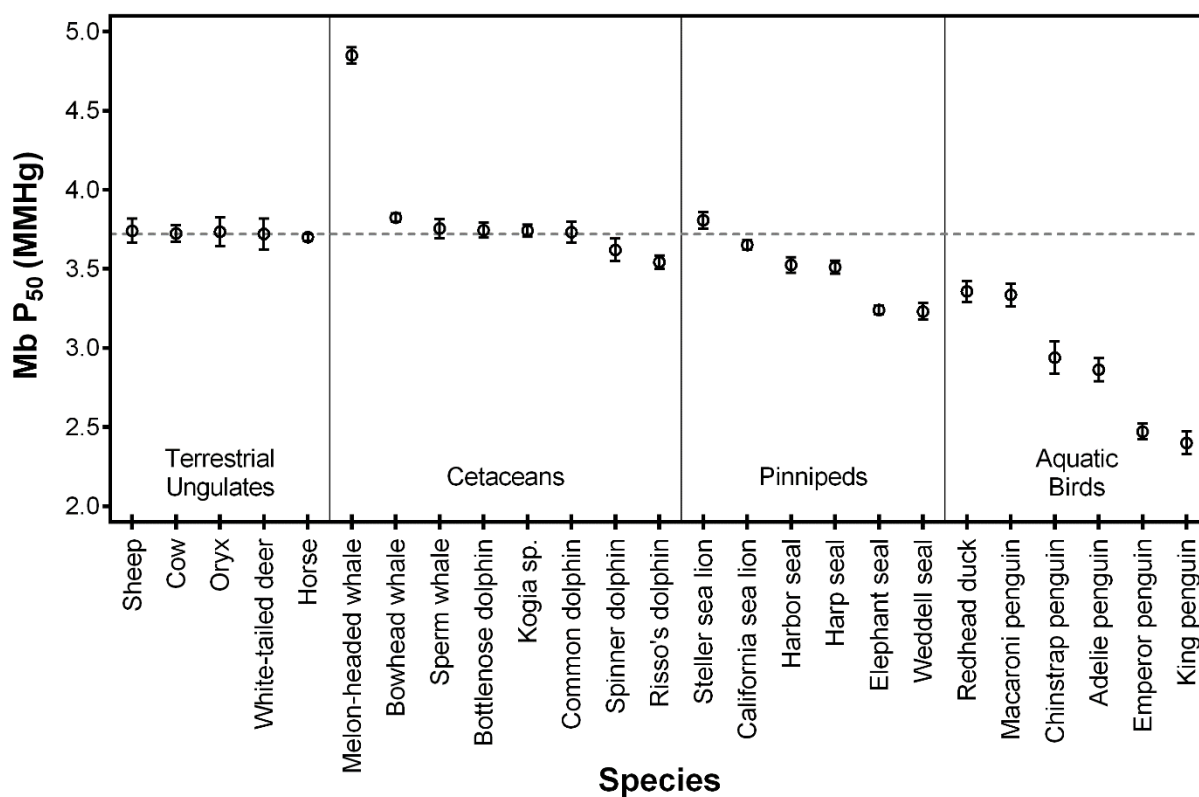 5.0
4.5
4.0
3.5
3.0
2.5
2.0
Mb P50 (MMHg)
Terrestrial
Ungulates
Cetaceans
Pinnipeds
Aquatic
Birds
Sheep
Cow
Oryx
White-tailed deer
Horse
Melon-headed whale
Bowhead whale
Sperm whale
Bottlenose dolphin
Kogia sp.
Common dolphin
Spinner dolphin
Risso's dolphin
Steller sea lion
California sea lion
Harbor seal
Harp seal
Elephant seal
Weddell seal
Redhead duck
Macaroni penguin
Chinstrap penguin
Adelie penguin
Emperor penguin
King penguin
Species